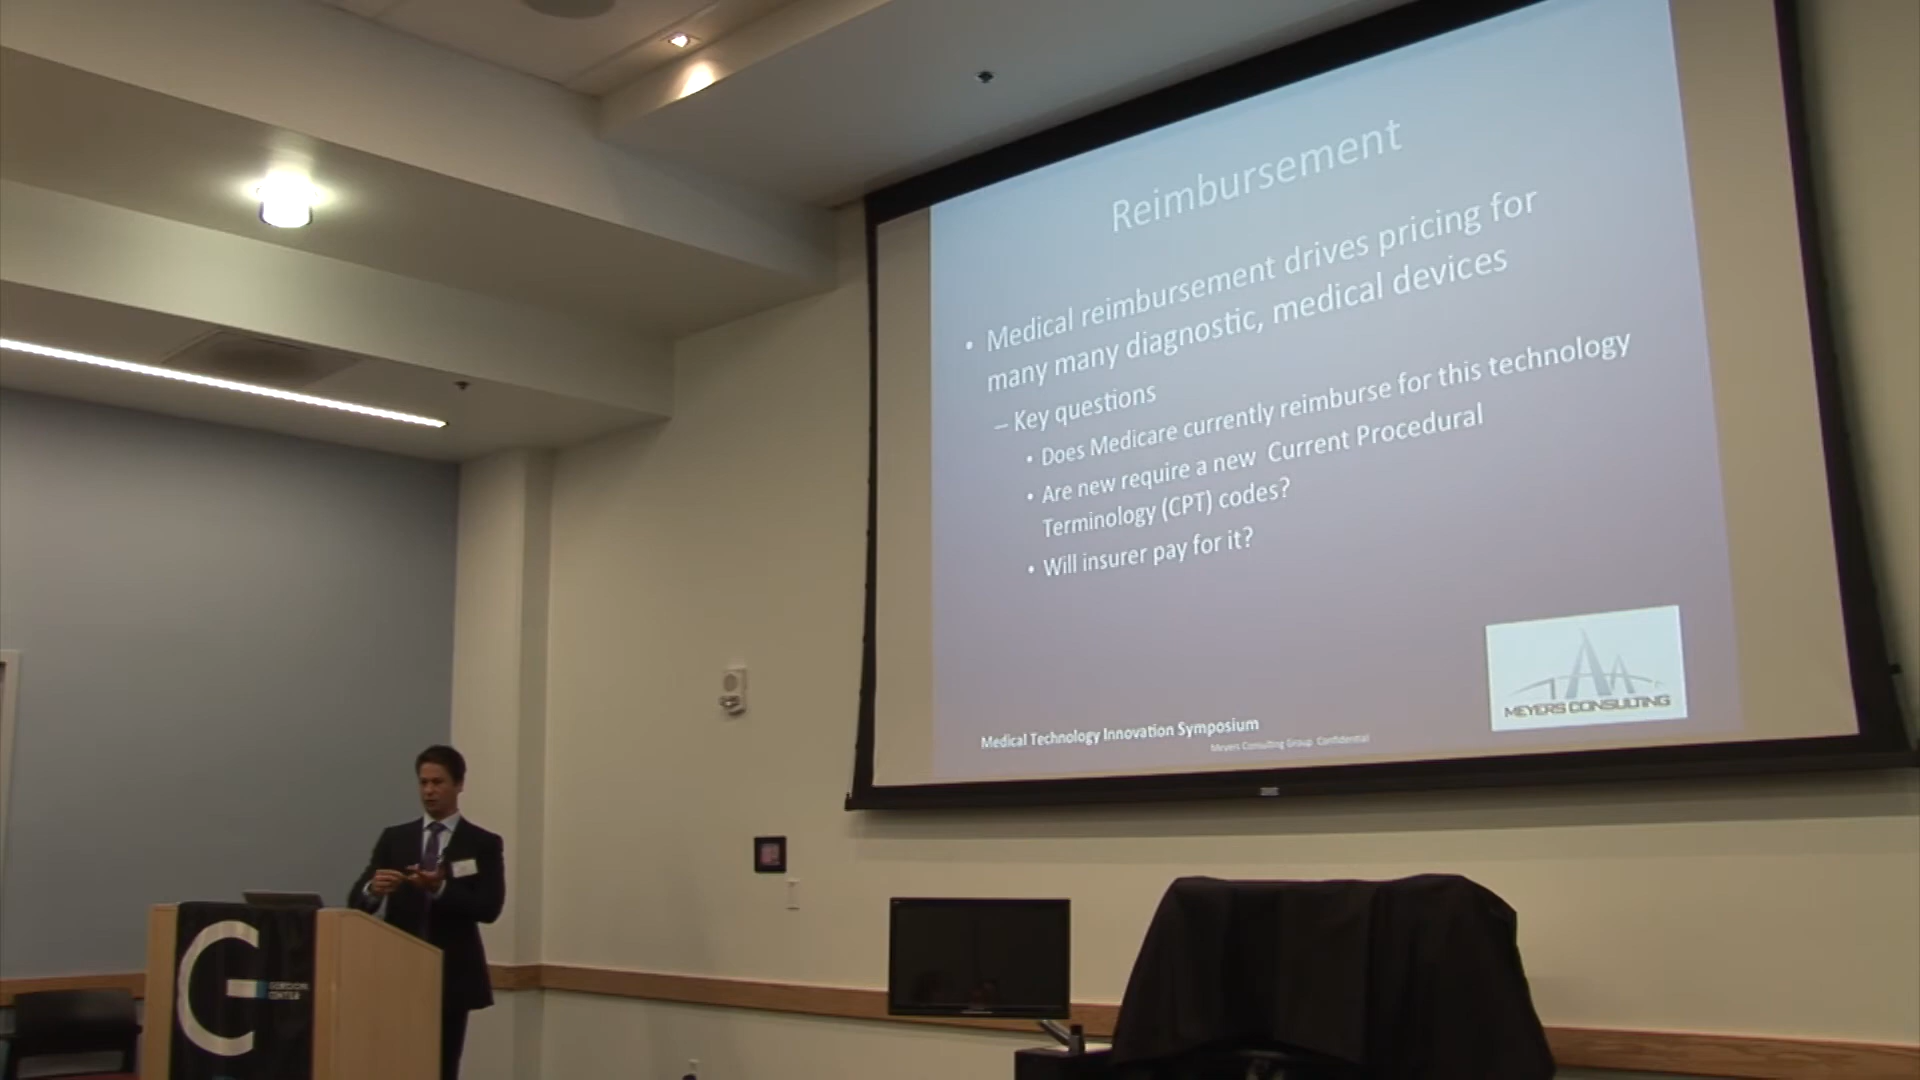 Reimbursement
• Medical reimbursement drives pricing for
many many diagnostic, medical devices
– Key questions
• Does Medicare currently reimburse for this technology
• Are new require a new Current Procedural
Terminology (CPT) codes?
• Will insurer pay for it?
MEYERS CONSULTING
Medical Technology Innovation Symposium
Meyers Consulting Group Confidential
G
GORDON
CENTER